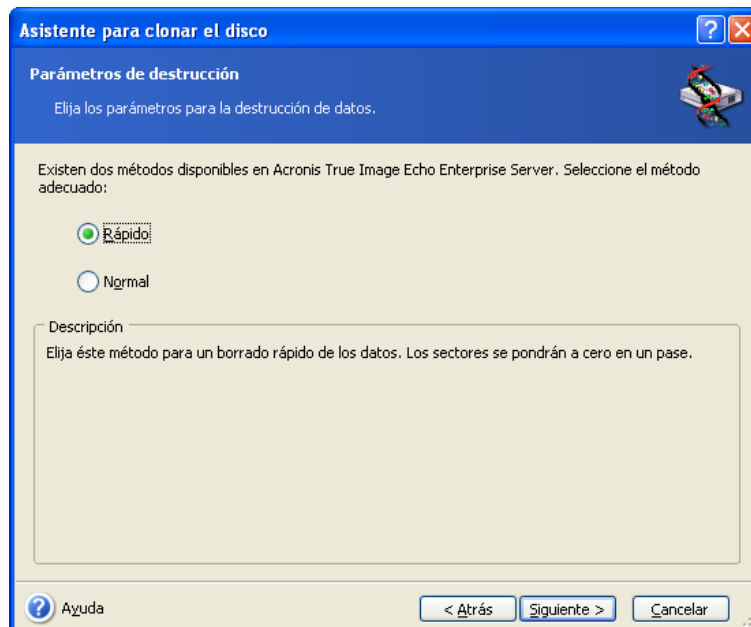 Asistente para clonar el disco
Parámetros de destrucción
Elija los parámetros para la destrucción de datos.
Existen dos métodos disponibles en Acronis True Image Echo Enterprise Server. Seleccione el método
adecuado:
Rápido
Normal
Descripción
Elija éste método para un borrado rápido de los datos. Los sectores se pondrán a cero en un pase.
Ayuda
< Atrás
Siguiente >
Cancelar